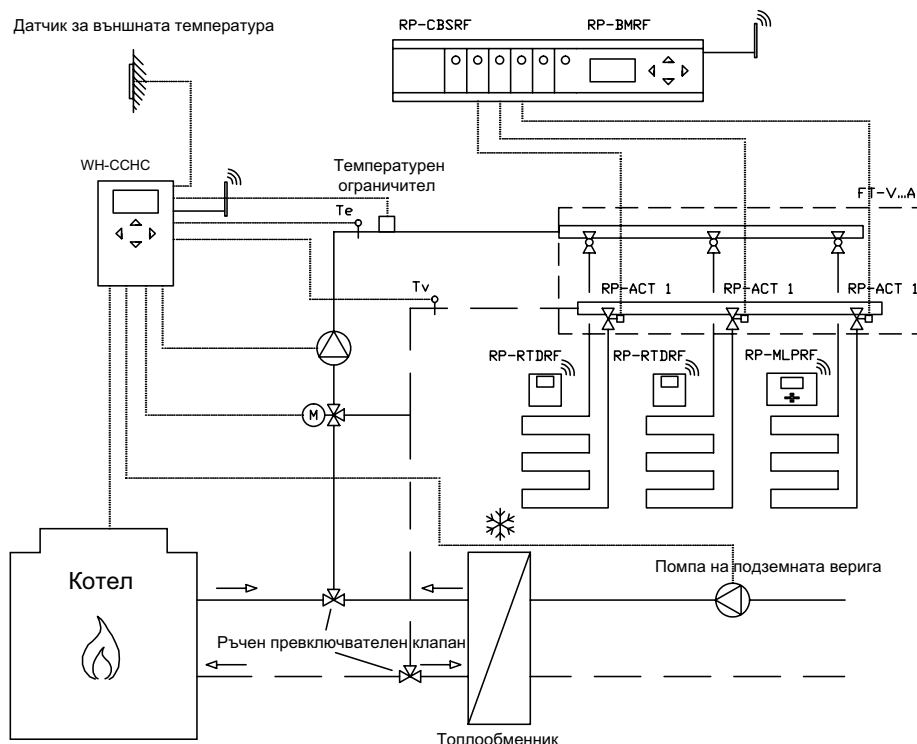 Датчик за външната температура
RP-CBSRF
RP-BMRF
WH-CCHC
Температурен
ограничител
FT-V...A
Te
Tv
RP-ACT 1
RP-ACT 1
RP-ACT 1
RP-RTDRF
RP-RTDRF
RP-MLPRF
M
Котел
Помпа на подземната верига
Ръчен превключвателен клапан
Топлообменник